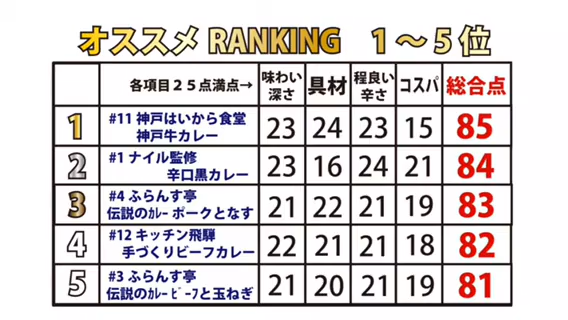 オススメ RANKING 1～5位
各項目25点満点→ 味わい深さ 具材 程良い辛さ コスパ 総合点
1 #11 神戸はいから食堂 神戸牛カレー 23 24 23 15 85
2 #1 ナイル監修 辛口黒カレー 23 16 24 21 84
3 #4 ふらんす亭 伝説のｶﾚｰ ポークとなす 21 22 21 19 83
4 #12 キッチン飛騨 手づくりビーフカレー 22 21 21 18 82
5 #3 ふらんす亭 伝説のｶﾚｰ ﾋﾞｰﾌと玉ねぎ 21 20 21 19 81